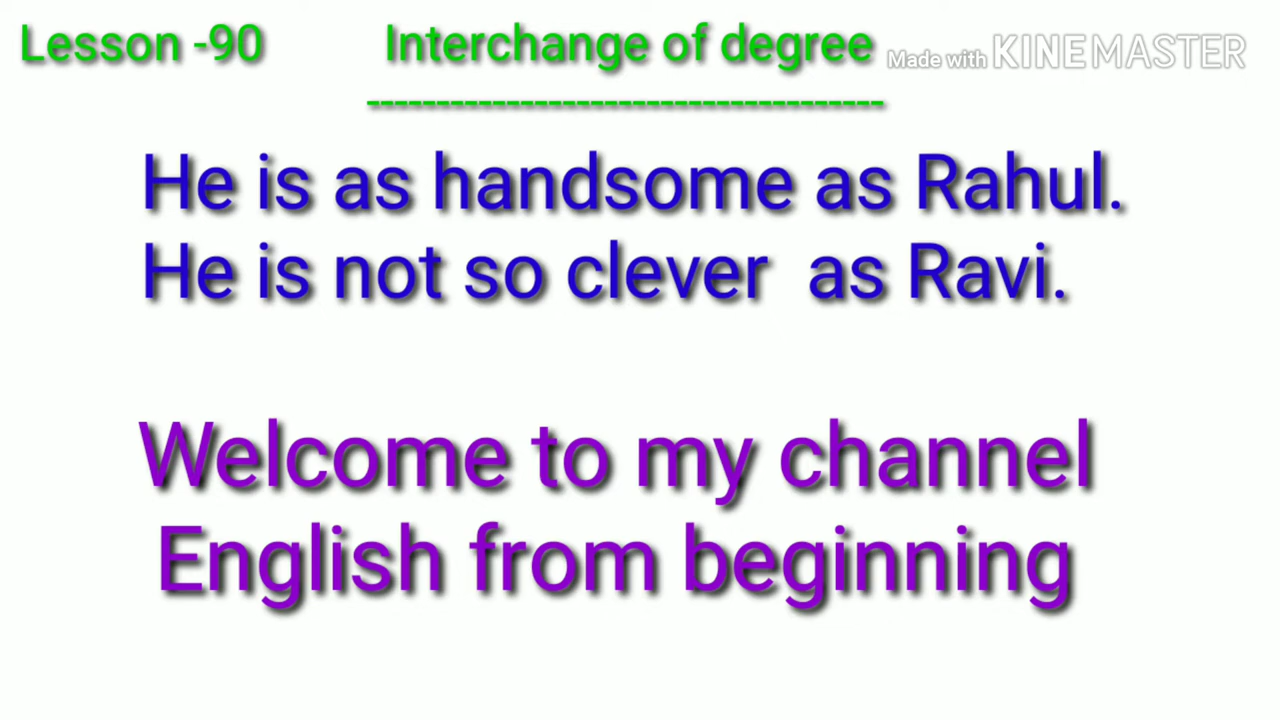 Lesson -90 Interchange of degree Made with KINEMASTER
-------------------------------------
He is as handsome as Rahul.
He is not so clever as Ravi.
Welcome to my channel
English from beginning